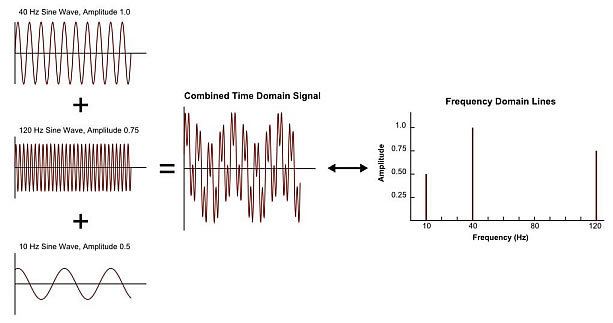 40 Hz Sine Wave, Amplitude 1.0
+
120 Hz Sine Wave, Amplitude 0.75
+
10 Hz Sine Wave, Amplitude 0.5
=
Combined Time Domain Signal
Frequency Domain Lines
Amplitude
1.0
0.75
0.50
0.25
10 40 80 120
Frequency (Hz)